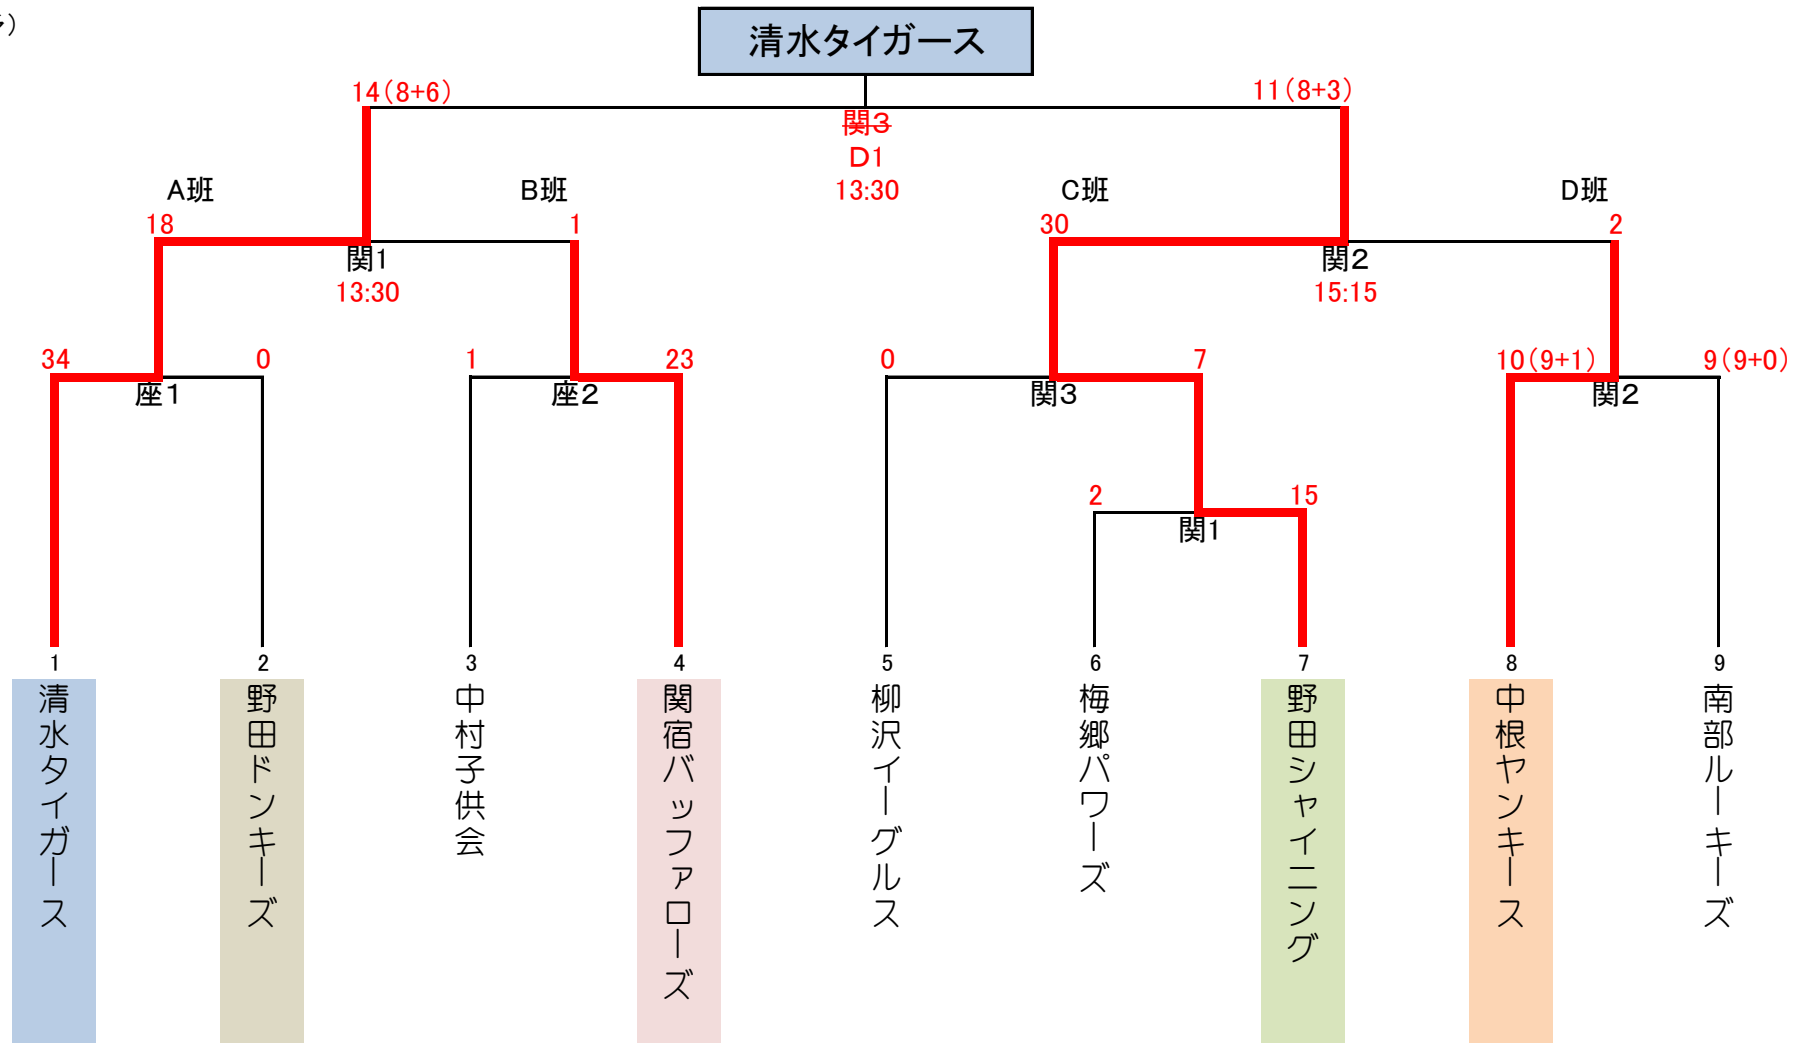 清水タイガース
14(8+6)
11(8+3)
関3
D1
13:30
A班
B班
C班
D班
18
1
30
2
関1
13:30
関2
15:15
34
0
1
23
0
7
10(9+1)
9(9+0)
座1
座2
関3
関2
2
15
関1
1
2
3
4
5
6
7
8
9
清水タイガース
野田ドンキーズ
中村子供会
関宿バッファローズ
柳沢イーグルス
梅郷パワーズ
野田シャイニング
中根ヤンキース
南部ルーキーズ